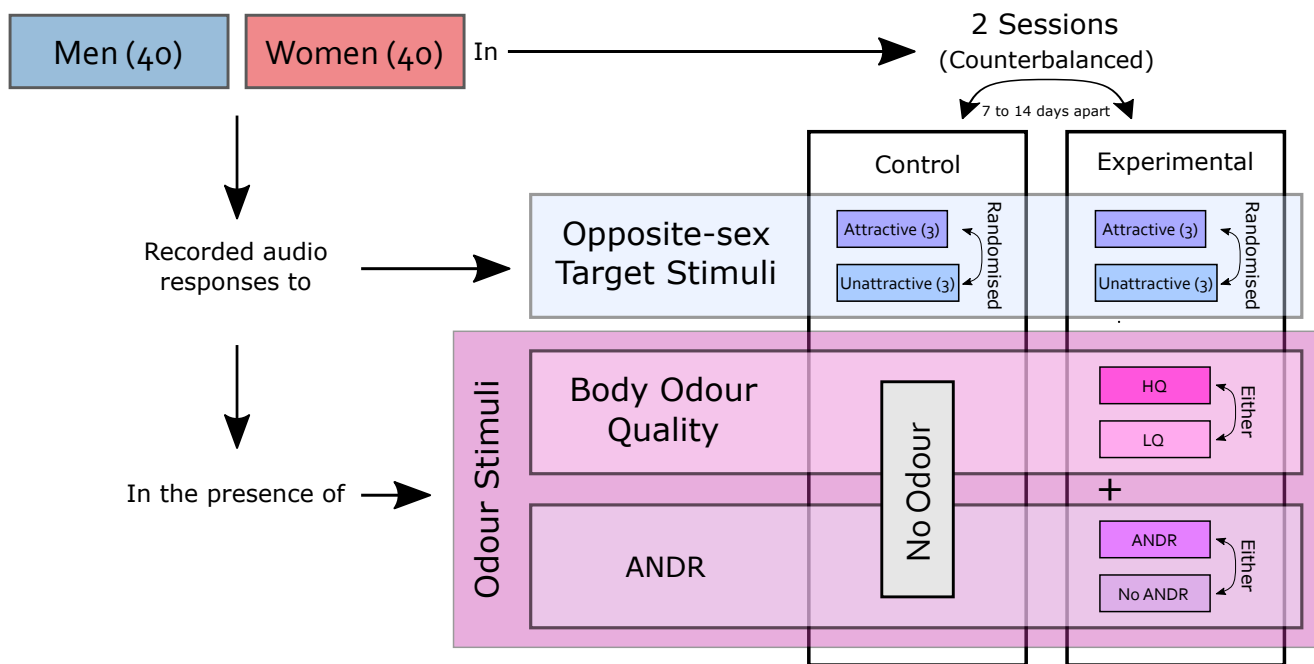 Men (40)
Women (40)
In
2 Sessions
(Counterbalanced)
7 to 14 days apart
Control
Experimental
Recorded audio
responses to
Opposite-sex
Target Stimuli
Attractive (3)
Unattractive (3)
Randomised
Attractive (3)
Unattractive (3)
Randomised
In the presence of
Odour Stimuli
Body Odour
Quality
No Odour
HQ
LQ
Either
+
ANDR
ANDR
No ANDR
Either